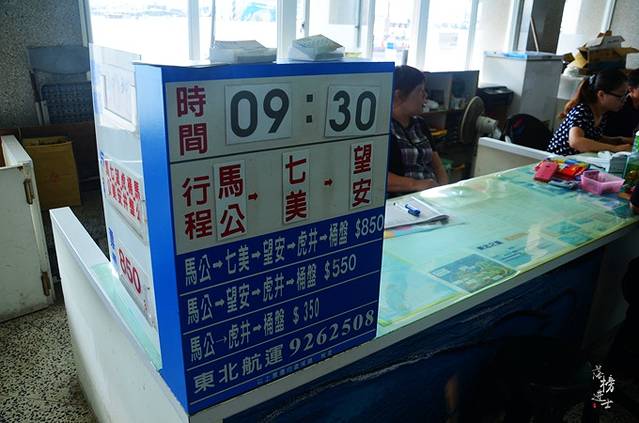 時間 09:30
行程 馬公→七美→望安
馬公→七美→望安→虎井→桶盤 $850
馬公→望安→虎井→桶盤 $550
馬公→虎井→桶盤 $350
東北航運 9262508
850